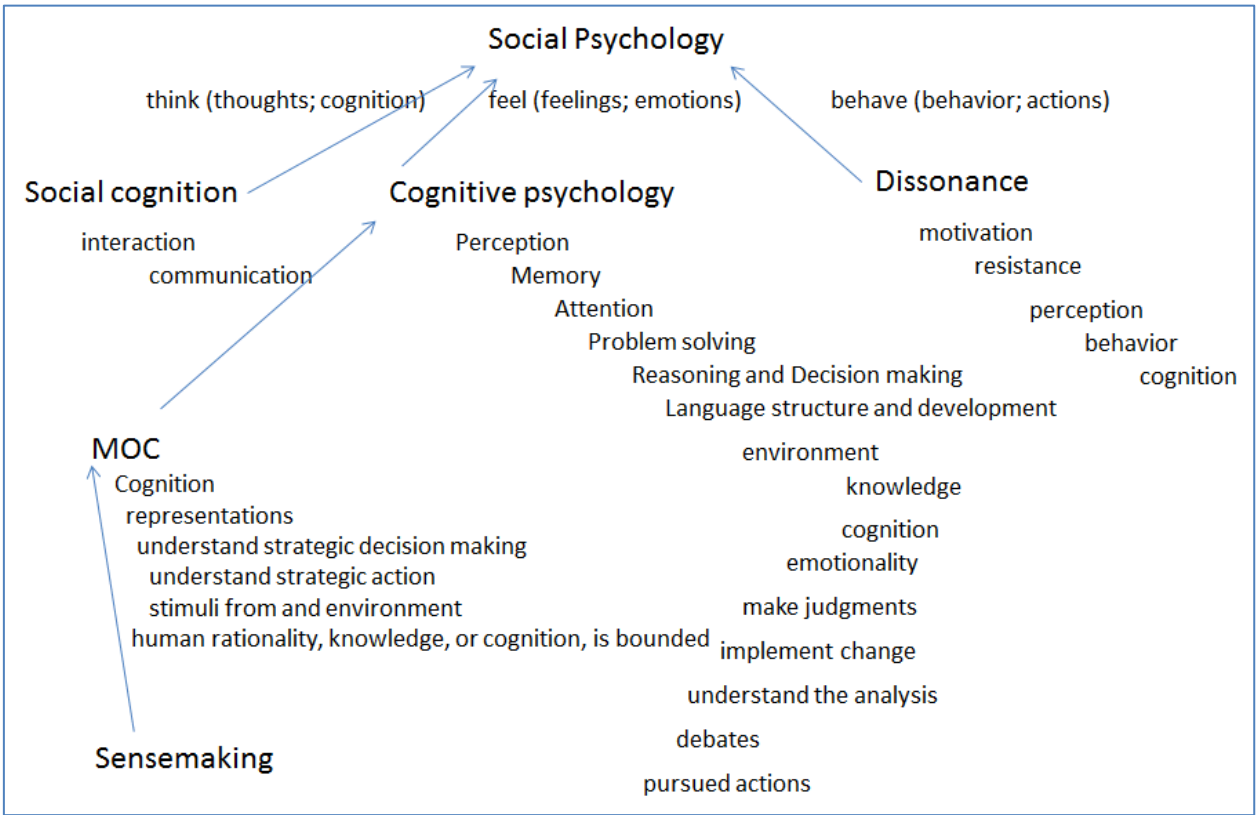 Social Psychology
think (thoughts; cognition)
feel (feelings; emotions)
behave (behavior; actions)
Social cognition
interaction
communication
Cognitive psychology
Perception
Memory
Attention
Problem solving
Reasoning and Decision making
Language structure and development
environment
knowledge
cognition
emotionality
make judgments
implement change
understand the analysis
debates
pursued actions
Dissonance
motivation
resistance
perception
behavior
cognition
MOC
Cognition
representations
understand strategic decision making
understand strategic action
stimuli from and environment
human rationality, knowledge, or cognition, is bounded
Sensemaking